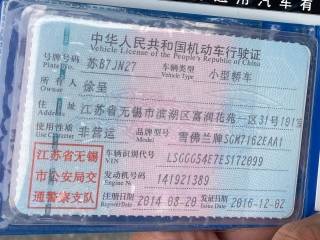 用汽车有
中华人民共和国机动车行驶证
Vehicle License of the People's Republic of China
号牌号码 苏B7JN27 车辆类型 小型轿车
Plate No. Vehicle Type
所有人 徐呈
Owner
住址 江苏省无锡市滨湖区富润花苑一区31号
Address
使用性质 非营运 品牌型号 雪佛兰牌SGM7162EAA1
Use Character Model
江苏省无锡市公安局交通警察支队
车辆识别代号 LSGGG54E7ES172099
VIN
发动机号码 141921389
Engine No.
注册日期 2014-08-20 发证日期 2016-12-02
Register Date Issue Date